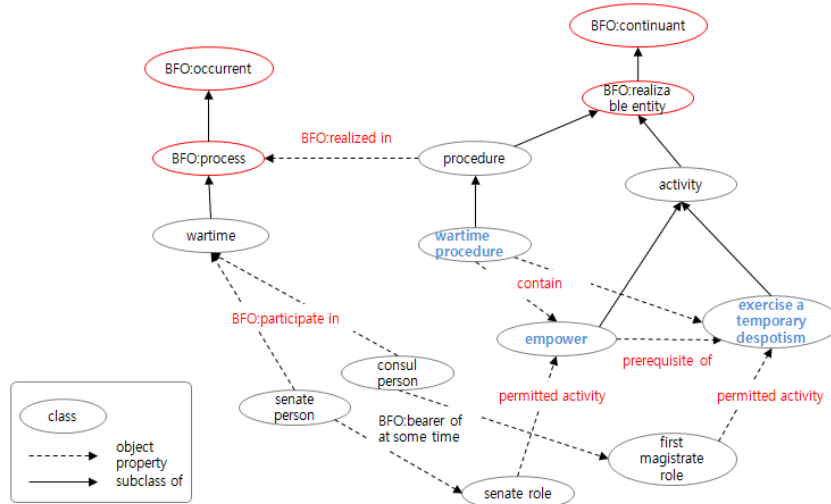 BFO:continuant
BFO:occurrent
BFO:realiza
ble entity
BFO:realized in
BFO:process
procedure
activity
wartime
wartime
procedure
contain
exercise a
temporary
despotism
BFO:participate in
empower
prerequisite of
consul
person
senate
person
permitted activity
permitted activity
class
BFO:bearer of
at some time
object
property
first
magistrate
role
subclass of
senate role